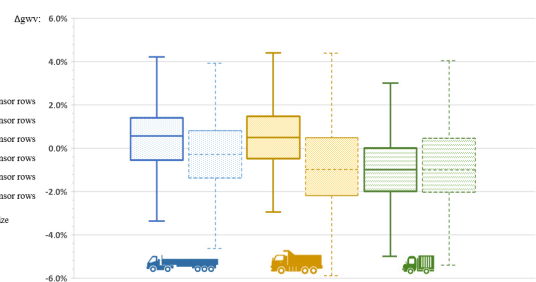 Δgwv: 6.0%
4.0%
nsor rows
2.0%
nsor rows
nsor rows
0.0%
nsor rows
nsor rows
-2.0%
nsor rows
ize
-4.0%
-6.0%